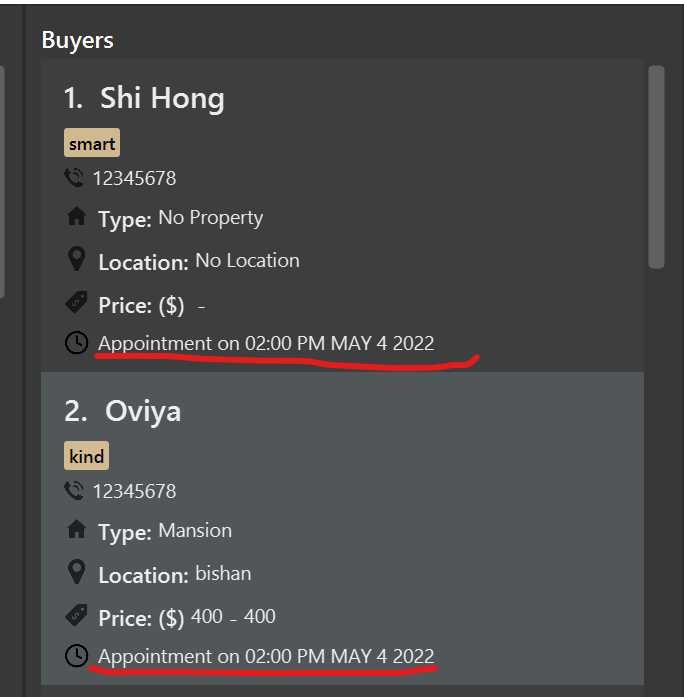 Buyers
1. Shi Hong
smart
12345678
Type: No Property
Location: No Location
Price: ($) -
Appointment on 02:00 PM MAY 4 2022
2. Oviya
kind
12345678
Type: Mansion
Location: bishan
Price: ($) 400 - 400
Appointment on 02:00 PM MAY 4 2022